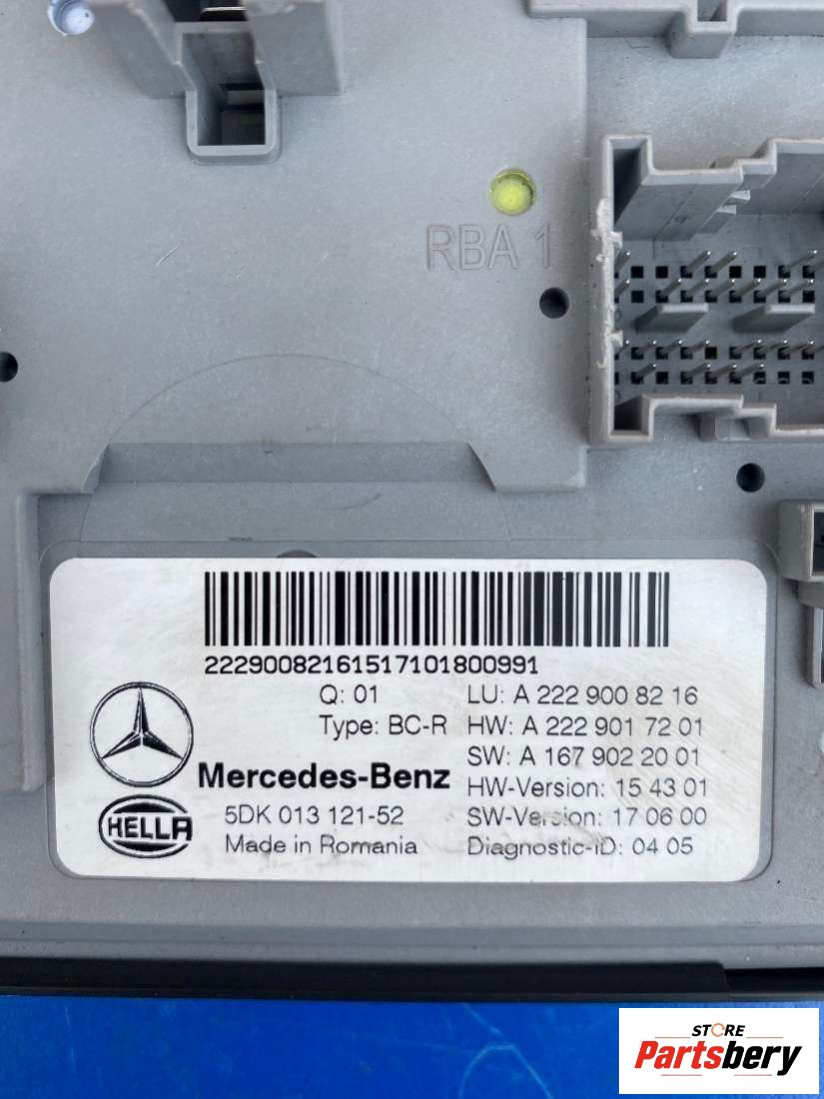 RBA 1
22290082161517101800991
Q: 01
LU: A 222 900 82 16
Type: BC-R
HW: A 222 901 72 01
SW: A 167 902 20 01
Mercedes-Benz
HW-Version: 15 43 01
HELLA
5DK 013 121-52
SW-Version: 17 06 00
Made in Romania
Diagnostic-ID: 04 05
STORE
Partsbery